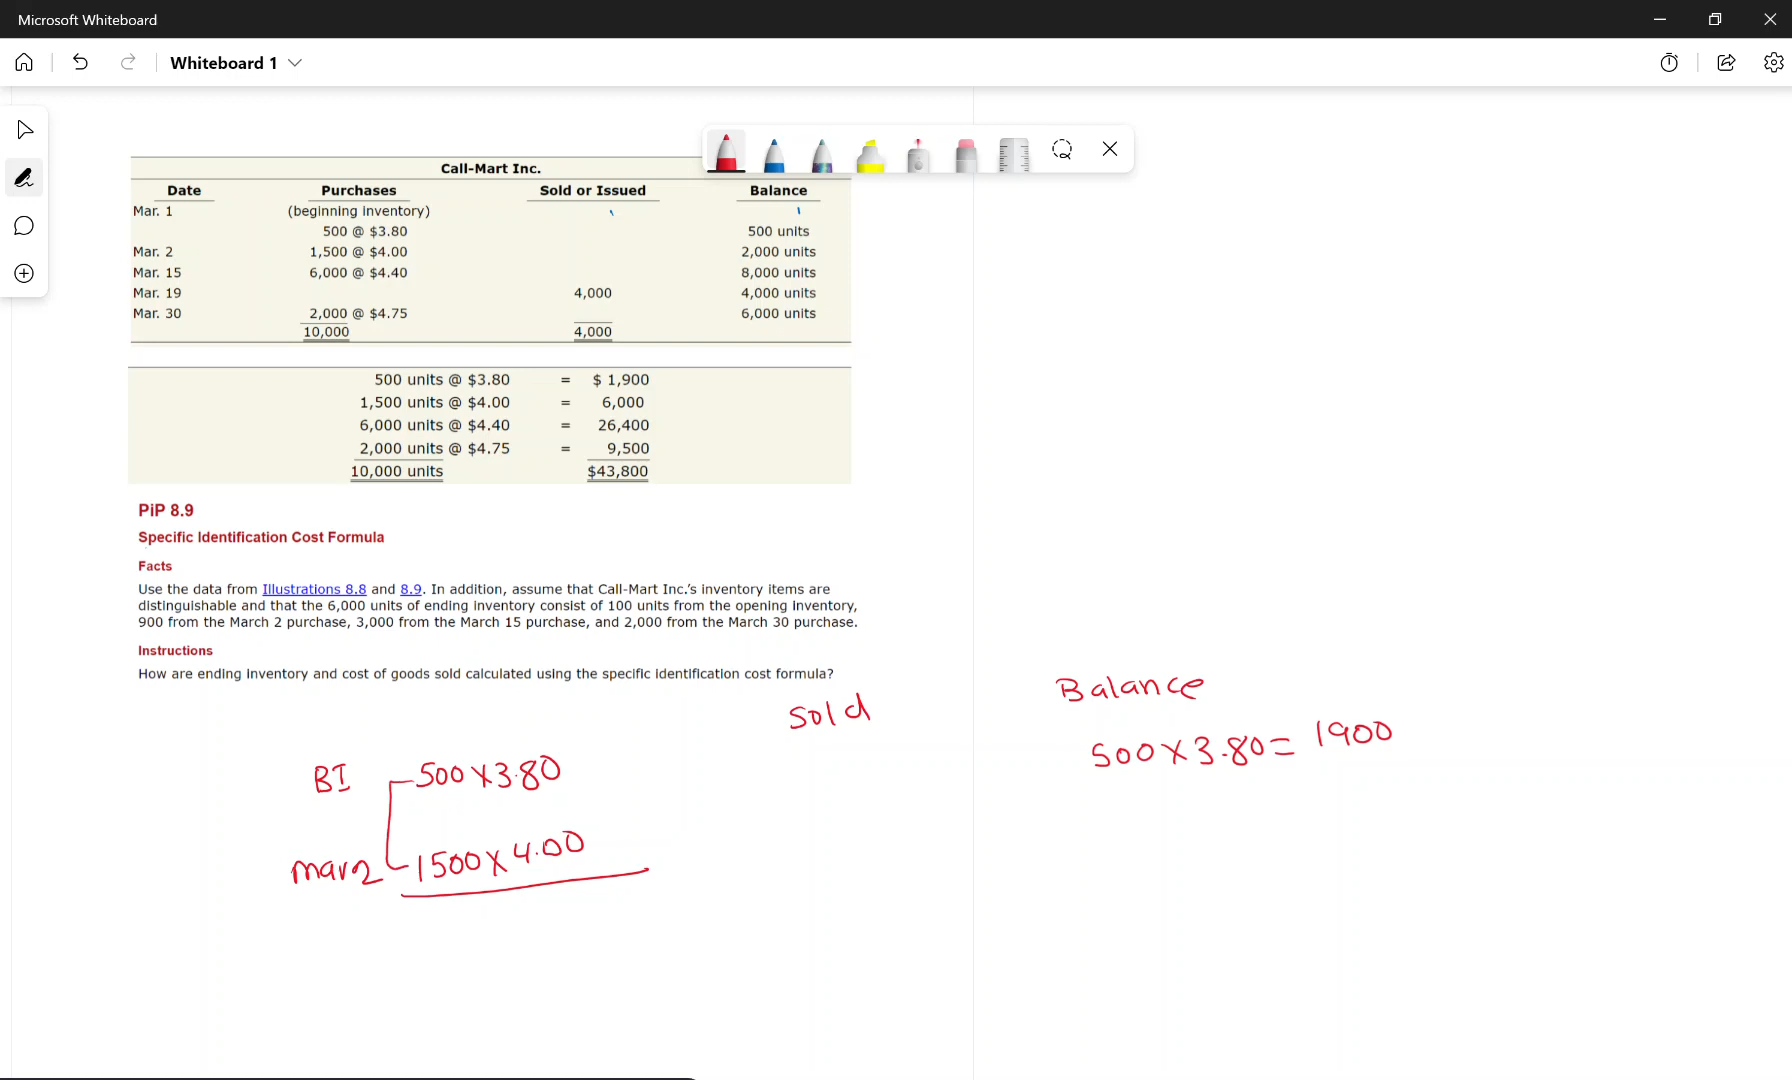 Microsoft Whiteboard
Whiteboard 1
Call-Mart Inc.
Date Purchases Sold or Issued Balance
Mar. 1 (beginning inventory)
500 @ $3.80 500 units
Mar. 2 1,500 @ $4.00 2,000 units
Mar. 15 6,000 @ $4.40 8,000 units
Mar. 19 4,000 4,000 units
Mar. 30 2,000 @ $4.75 6,000 units
10,000 4,000
500 units @ $3.80 = $ 1,900
1,500 units @ $4.00 = 6,000
6,000 units @ $4.40 = 26,400
2,000 units @ $4.75 = 9,500
10,000 units $43,800
PiP 8.9
Specific Identification Cost Formula
Facts
Use the data from Illustrations 8.8 and 8.9. In addition, assume that Call-Mart Inc.'s inventory items are
distinguishable and that the 6,000 units of ending inventory consist of 100 units from the opening inventory,
900 from the March 2 purchase, 3,000 from the March 15 purchase, and 2,000 from the March 30 purchase.
Instructions
How are ending inventory and cost of goods sold calculated using the specific identification cost formula?
Sold
Balance
500 X 3.80 = 1900
BI 500 X 3.80
Mar 2 1500 X 4.00